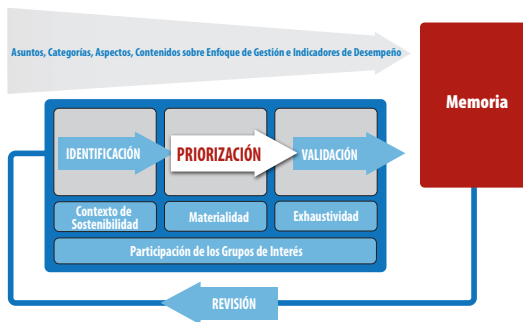 Asuntos, Categorías, Aspectos, Contenidos sobre Enfoque de Gestión e Indicadores de Desempeño
Memoria
IDENTIFICACIÓN
PRIORIZACIÓN
VALIDACIÓN
Contexto de
Sostenibilidad
Materialidad
Exhaustividad
Participación de los Grupos de Interés
REVISIÓN